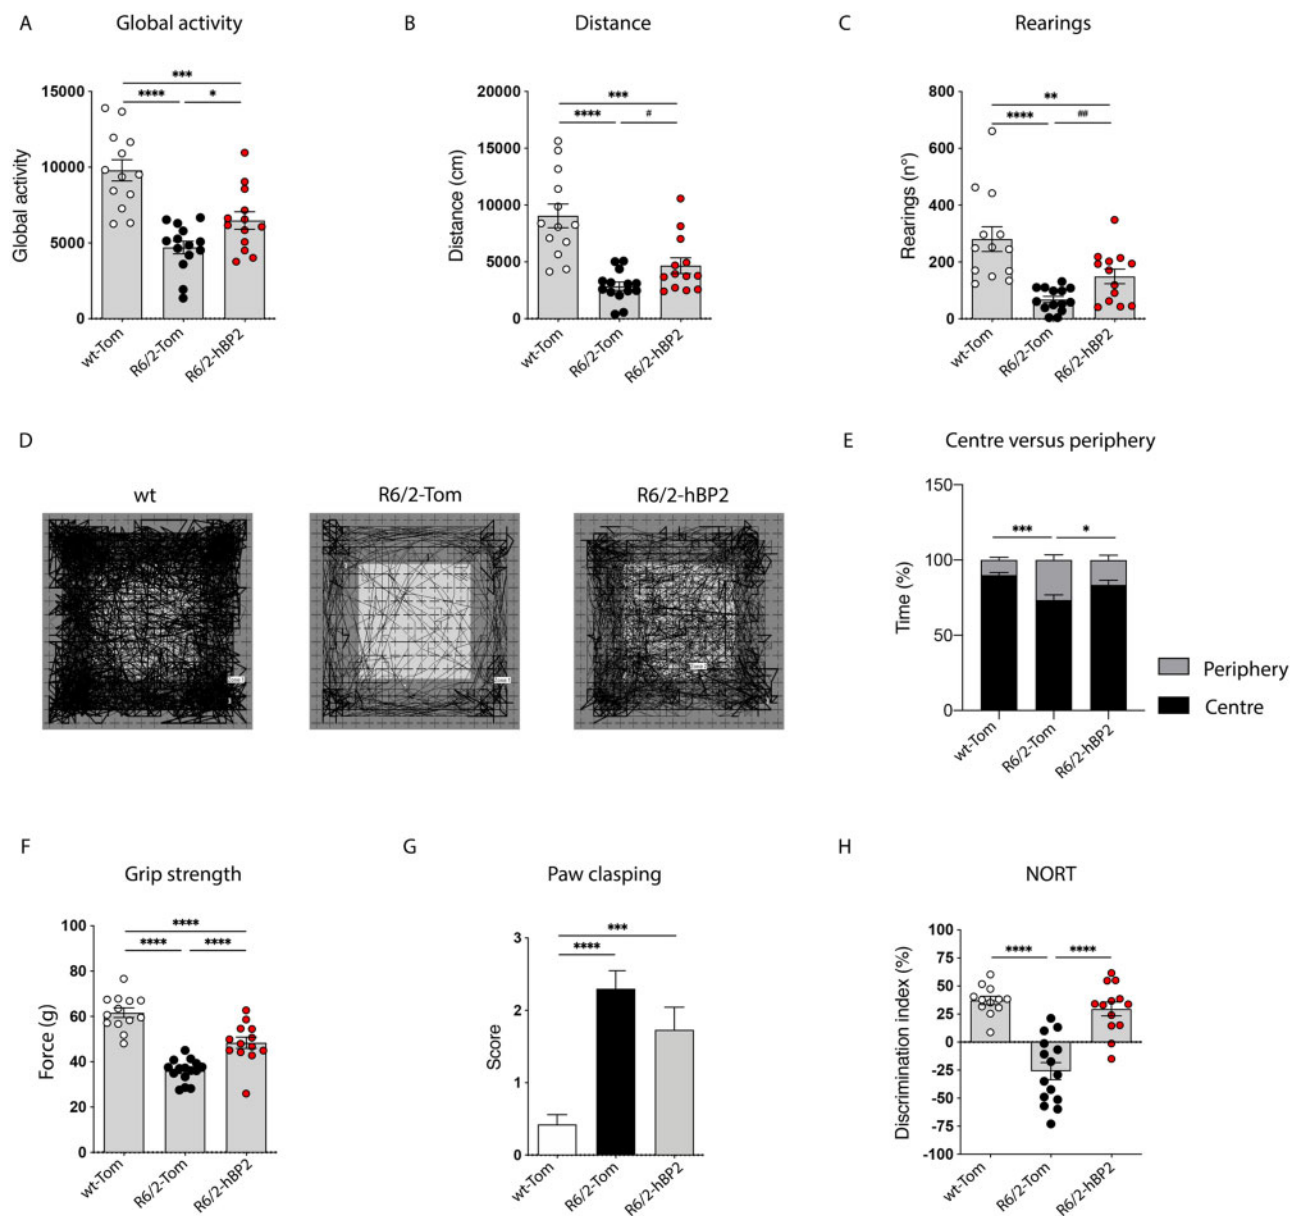 A Global activity
B Distance
C Rearings
***
**** *
15000
10000
5000
0
Global activity
wt-Tom
R6/2-Tom
R6/2-hBP2
***
**** #
20000
15000
10000
5000
0
Distance (cm)
wt-Tom
R6/2-Tom
R6/2-hBP2
**
**** ##
800
600
400
200
0
Rearings (n°)
wt-Tom
R6/2-Tom
R6/2-hBP2
D
wt
R6/2-Tom
R6/2-hBP2
E Centre versus periphery
*** *
150
100
50
0
Time (%)
wt-Tom
R6/2-Tom
R6/2-hBP2
Periphery
Centre
F
Grip strength
****
**** ****
100
80
60
40
20
0
Force (g)
wt-Tom
R6/2-Tom
R6/2-hBP2
G
Paw clasping
***
****
3
2
1
0
Score
wt-Tom
R6/2-Tom
R6/2-hBP2
H
NORT
**** ****
100
75
50
25
0
-25
-50
-75
-100
Discrimination index (%)
wt-Tom
R6/2-Tom
R6/2-hBP2